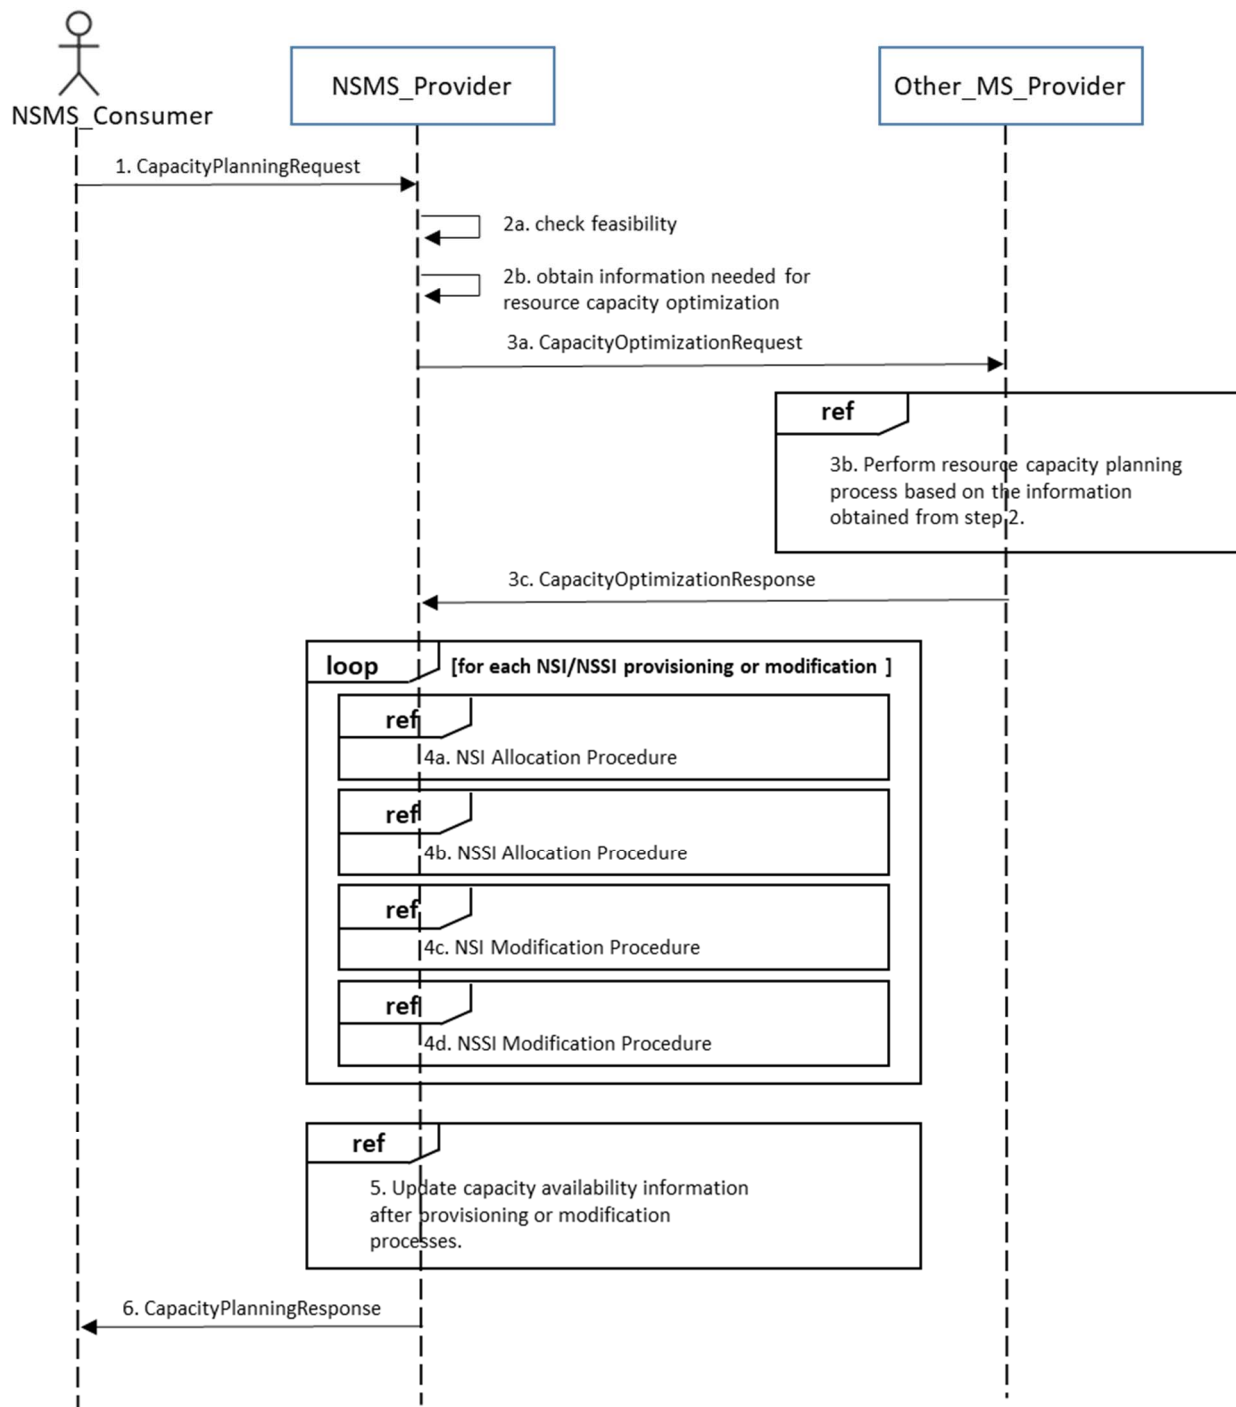 NSMS_Consumer
NSMS_Provider
Other_MS_Provider
1. CapacityPlanningRequest
2a. check feasibility
2b. obtain information needed for
resource capacity optimization
3a. CapacityOptimizationRequest
ref
3b. Perform resource capacity planning
process based on the information
obtained from step 2.
3c. CapacityOptimizationResponse
loop
[for each NSI/NSSI provisioning or modification ]
ref
4a. NSI Allocation Procedure
ref
4b. NSSI Allocation Procedure
ref
4c. NSI Modification Procedure
ref
4d. NSSI Modification Procedure
ref
5. Update capacity availability information
after provisioning or modification
processes.
6. CapacityPlanningResponse